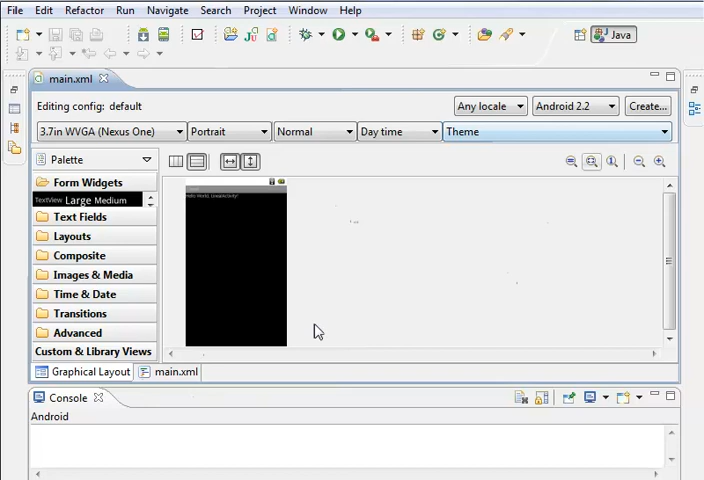 File Edit Refactor Run Navigate Search Project Window Help
Java
main.xml
Editing config: default Any locale Android 2.2 Create...
3.7in WVGA (Nexus One) Portrait Normal Day time Theme
Palette
Form Widgets
TextView Large Medium
Text Fields
Layouts
Composite
Images & Media
Time & Date
Transitions
Advanced
Custom & Library Views
Graphical Layout main.xml
Console
Android